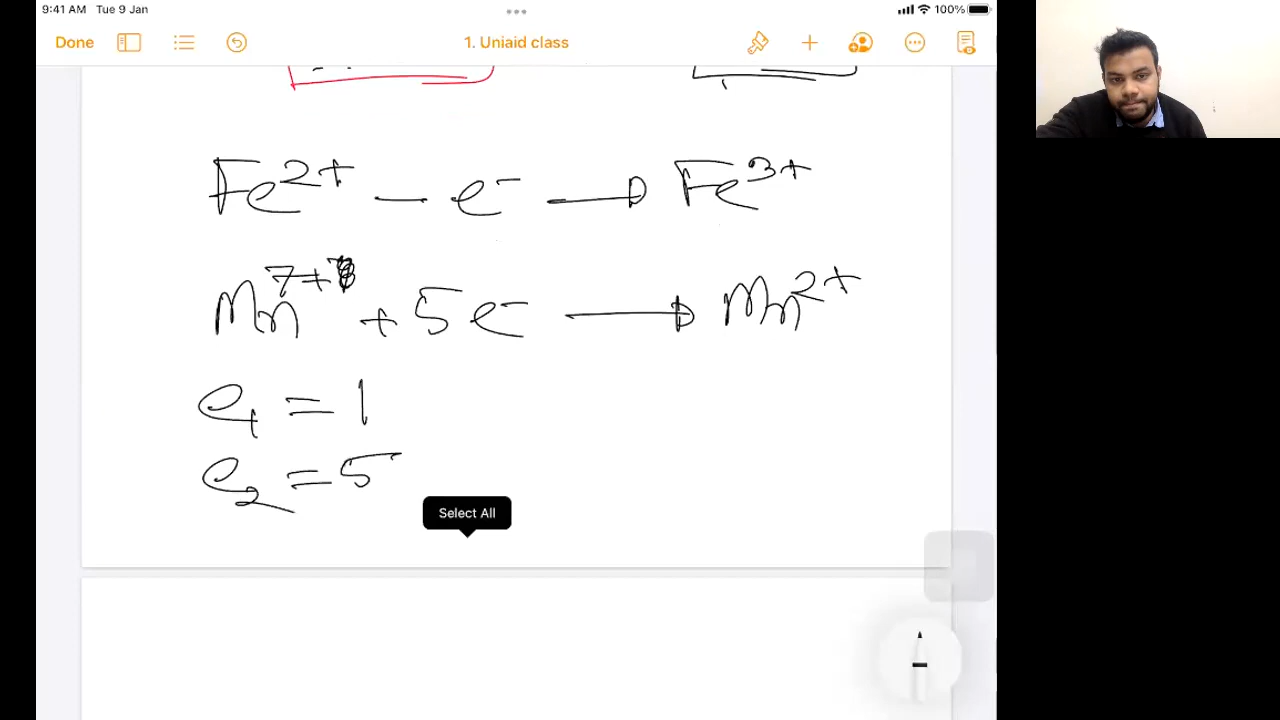 9:41 AM Tue 9 Jan
100%
Done
1. Uniaid class
Fe²⁺ – e⁻ → Fe³⁺
Mn⁷⁺ + 5e⁻ → Mn²⁺
e₁ = 1
e₂ = 5
Select All